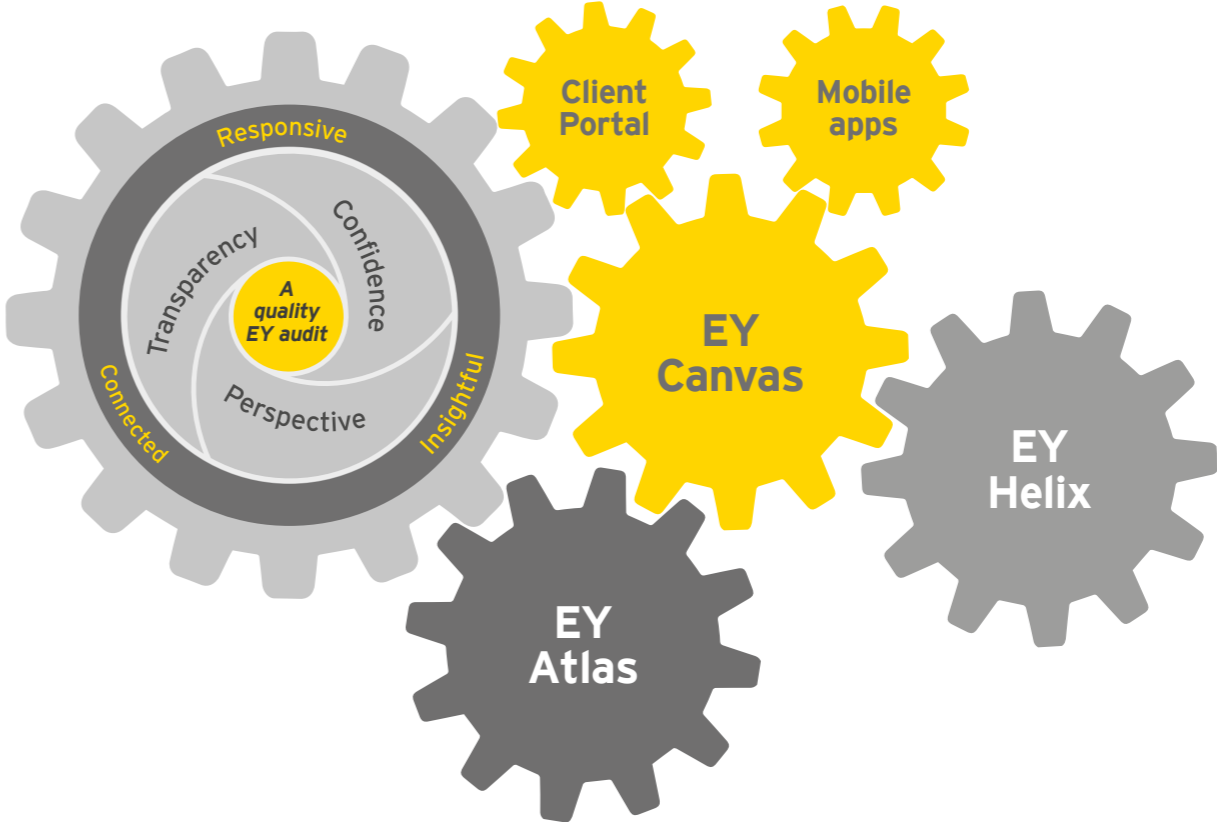 Responsive
Transparency
Confidence
A
quality
EY audit
Perspective
Connected
Insightful
Client
Portal
Mobile
apps
EY
Canvas
EY
Helix
EY
Atlas